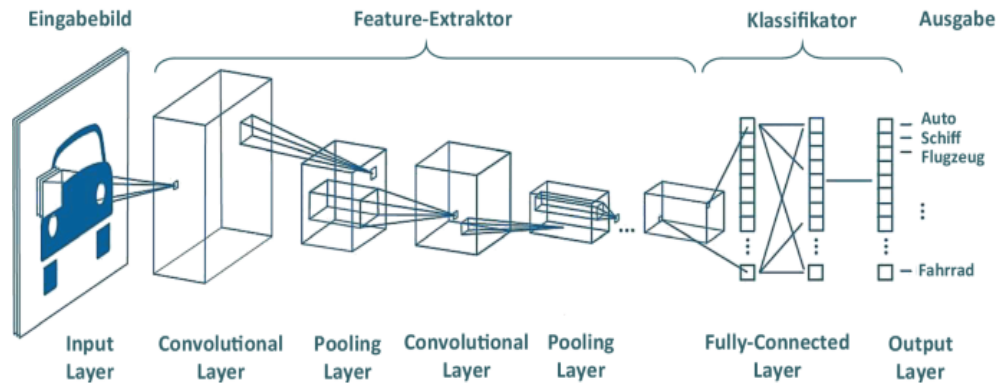 Eingabebild
Feature-Extraktor
Klassifikator
Ausgabe
Auto
Schiff
Flugzeug
Fahrrad
Input
Layer
Convolutional
Layer
Pooling
Layer
Convolutional
Layer
Pooling
Layer
Fully-Connected
Layer
Output
Layer